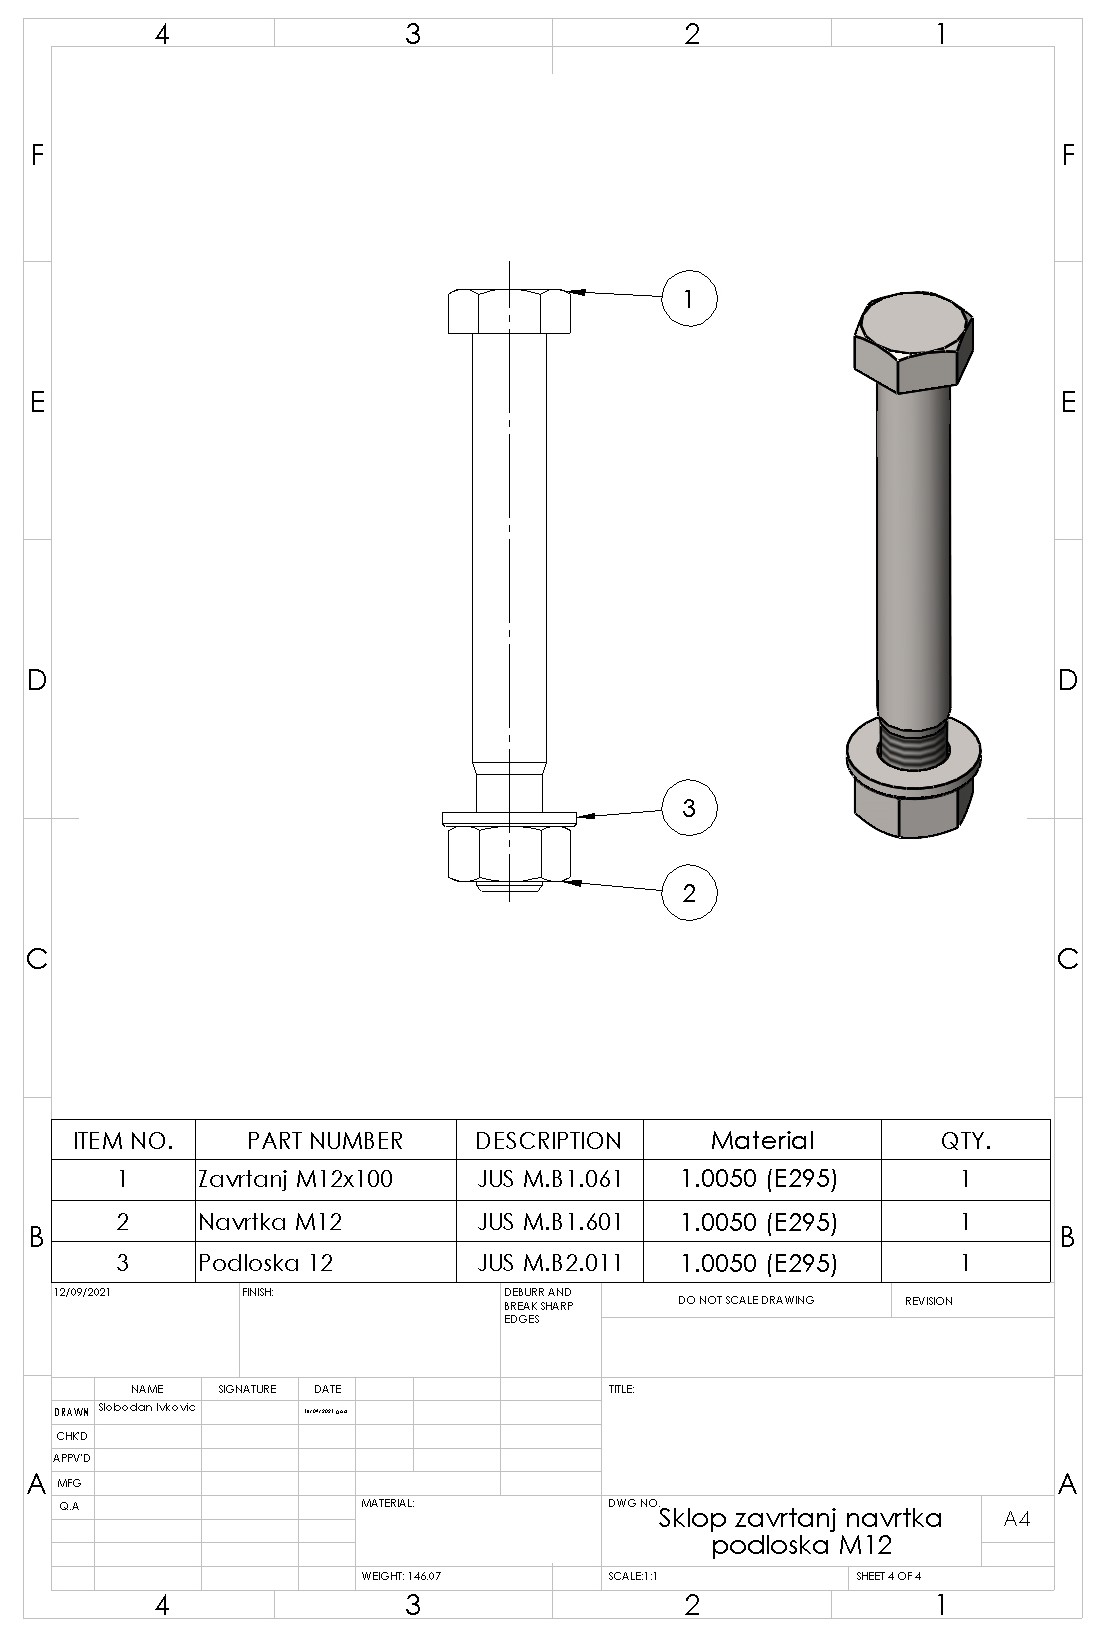 4 3 2 1
F F
1
E E
D D
3
2
C C
ITEM NO. PART NUMBER DESCRIPTION Material QTY.
1 Zavrtanj M12x100 JUS M.B1.061 1.0050 (E295) 1
2 Navrtka M12 JUS M.B1.601 1.0050 (E295) 1
3 Podloska 12 JUS M.B2.011 1.0050 (E295) 1
B B
12/09/2021 FINISH: DEBURR AND
BREAK SHARP
EDGES
DO NOT SCALE DRAWING REVISION
NAME SIGNATURE DATE TITLE:
DRAWN Slobodan Ivkovic
CHK'D
APPV'D
MFG
A A
Q.A MATERIAL: DWG NO.
Sklop zavrtanj navrtka
podloska M12
A4
WEIGHT: 146.07 SCALE:1:1 SHEET 4 OF 4
4 3 2 1